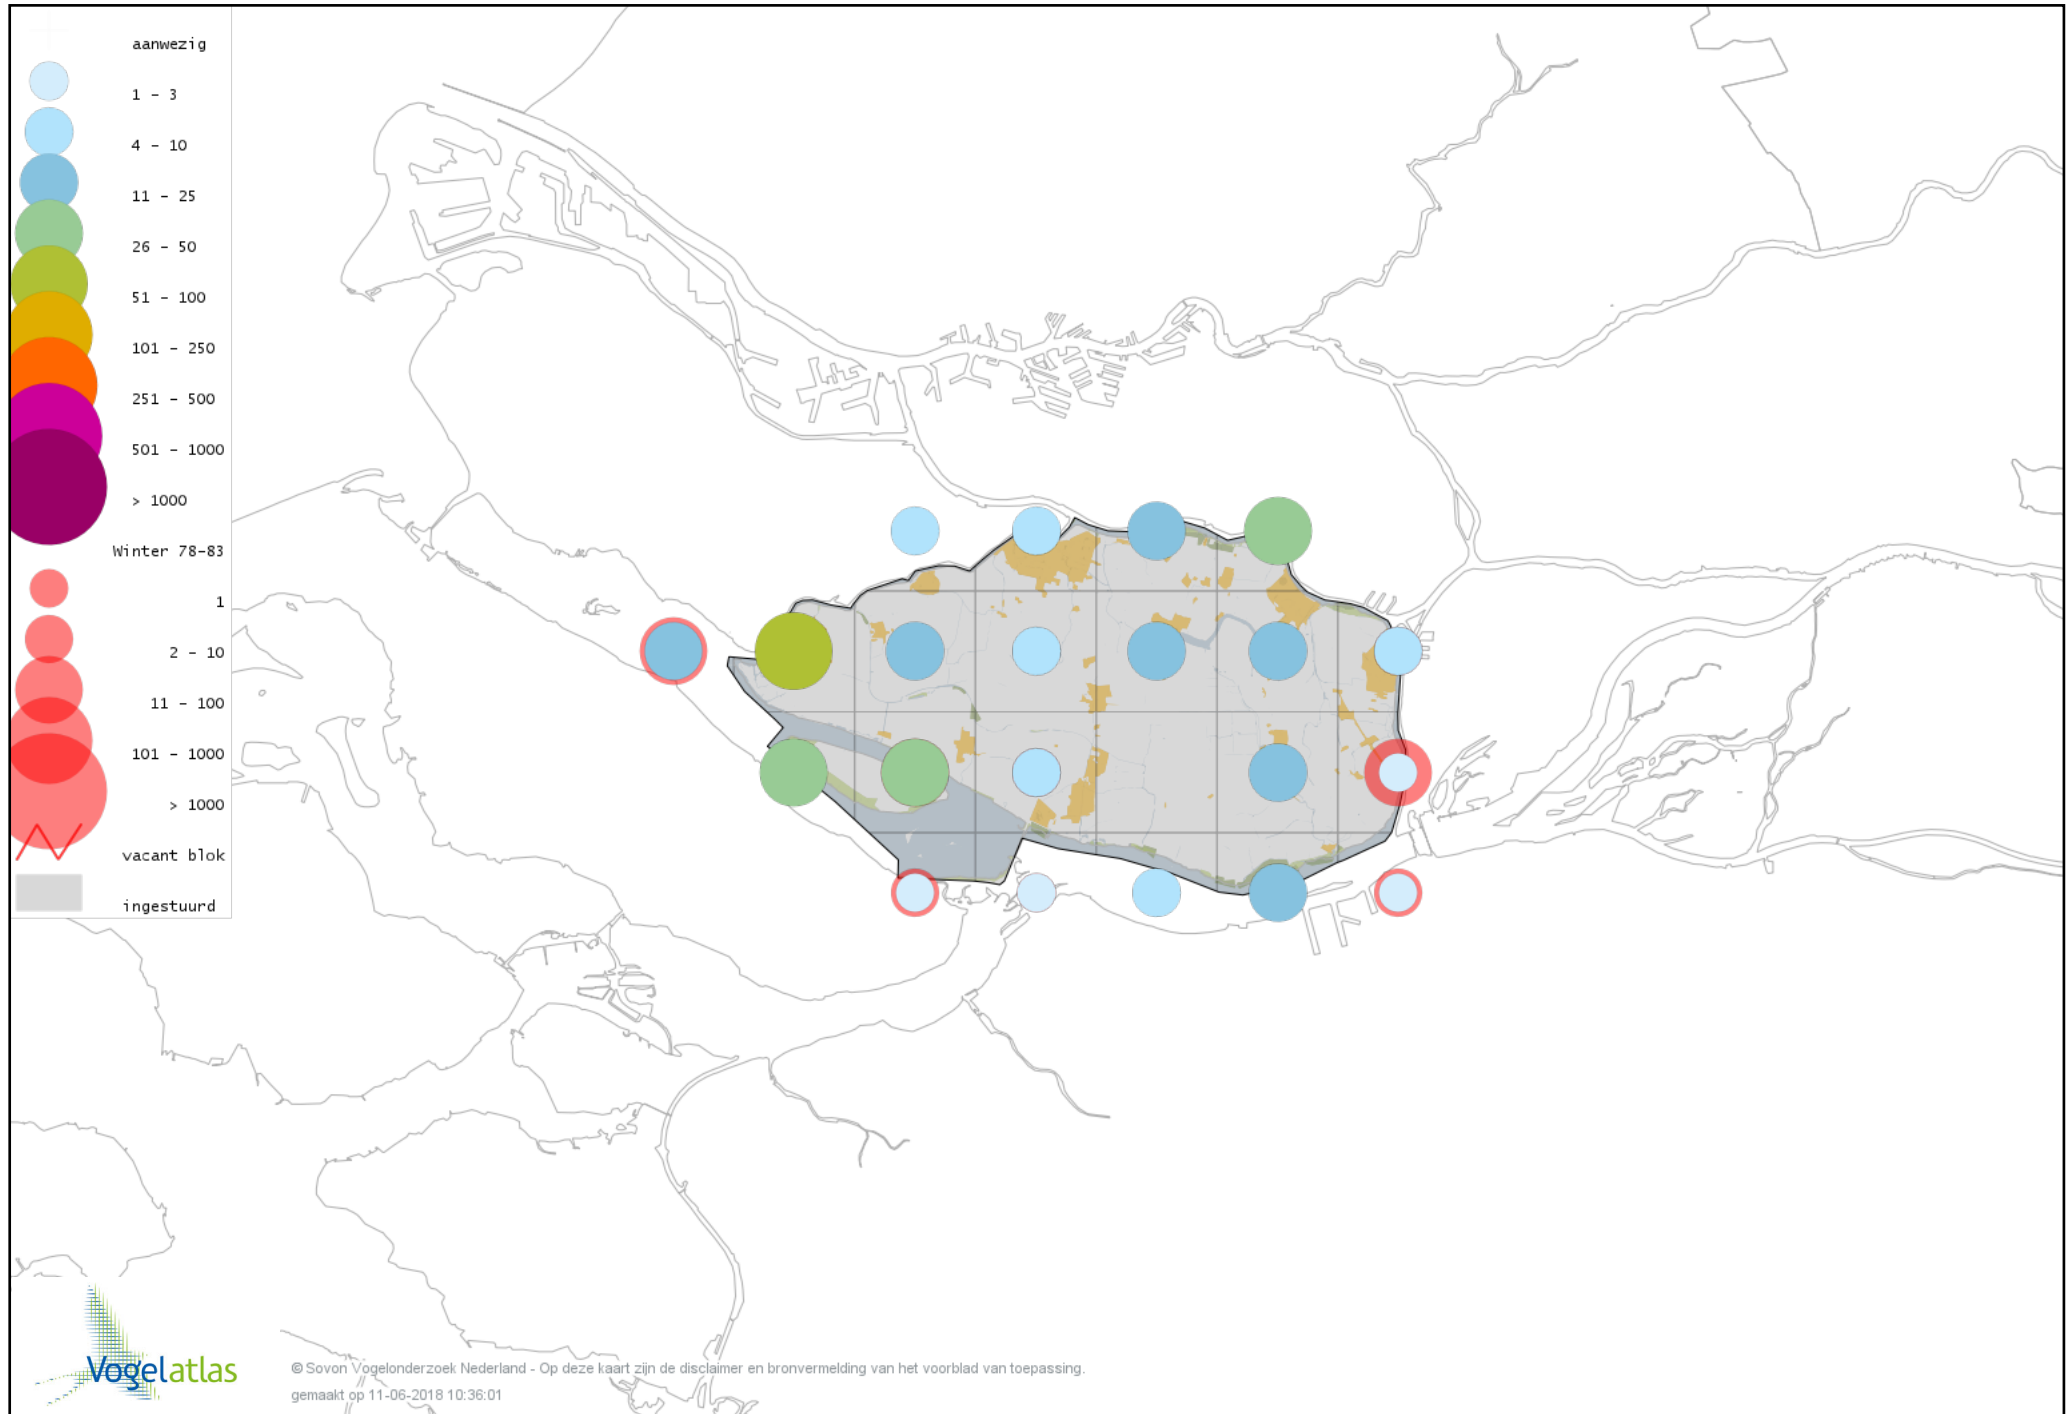 aanwezig
1 – 3
4 – 10
11 – 25
26 – 50
51 – 100
101 – 250
251 – 500
501 – 1000
> 1000
Winter 78-83
1
2 – 10
11 – 100
101 – 1000
> 1000
vacant blok
ingestuurd
Vogelatlas
© Sovon Vogelonderzoek Nederland - Op deze kaart zijn de disclaimer en bronvermelding van het voorblad van toepassing.
gemaakt op 11-06-2018 10:36:01